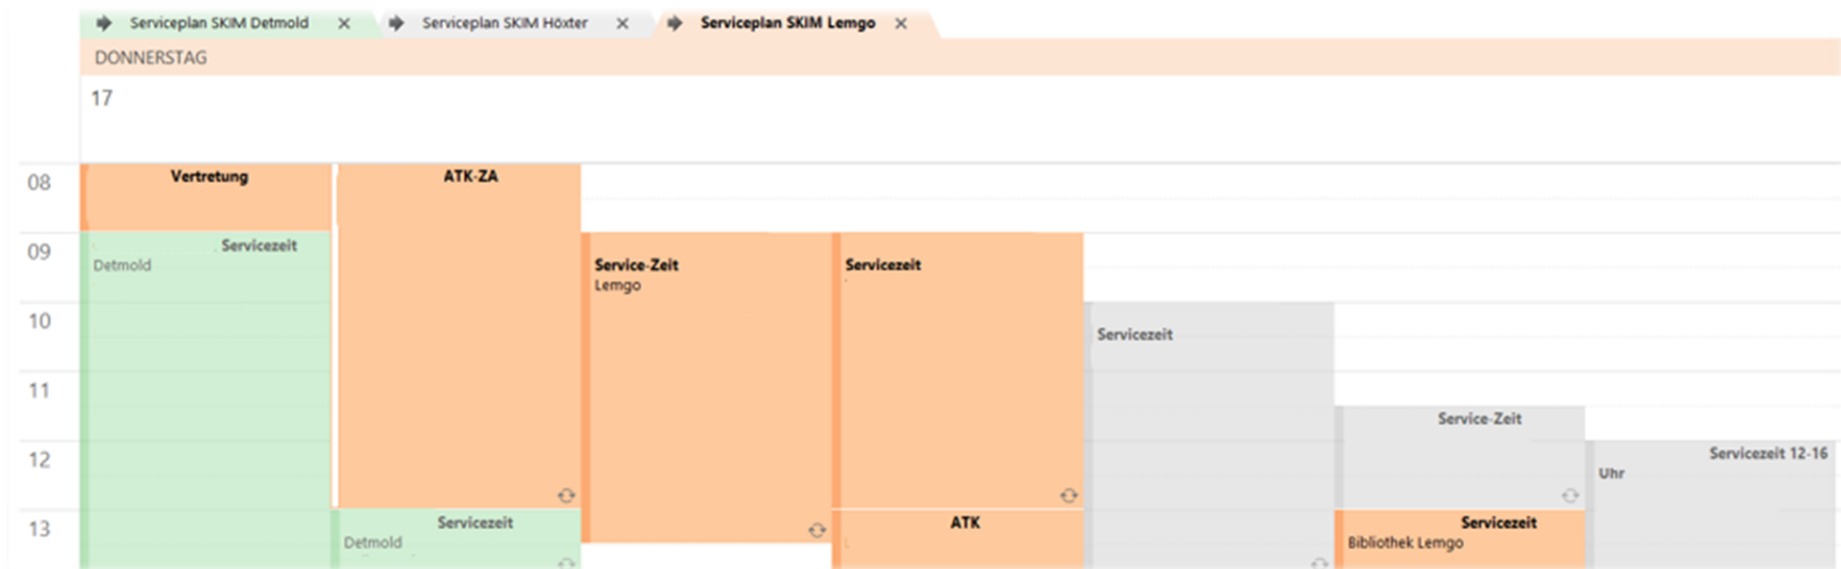 Serviceplan SKIM Detmold
Serviceplan SKIM Höxter
Serviceplan SKIM Lemgo
DONNERSTAG
17
08
09
10
11
12
13
Vertretung
Servicezeit
Detmold
ATK-ZA
Servicezeit
Detmold
Service-Zeit
Lemgo
Servicezeit
ATK
Servicezeit
Service-Zeit
Servicezeit
Bibliothek Lemgo
Servicezeit 12-16
Uhr